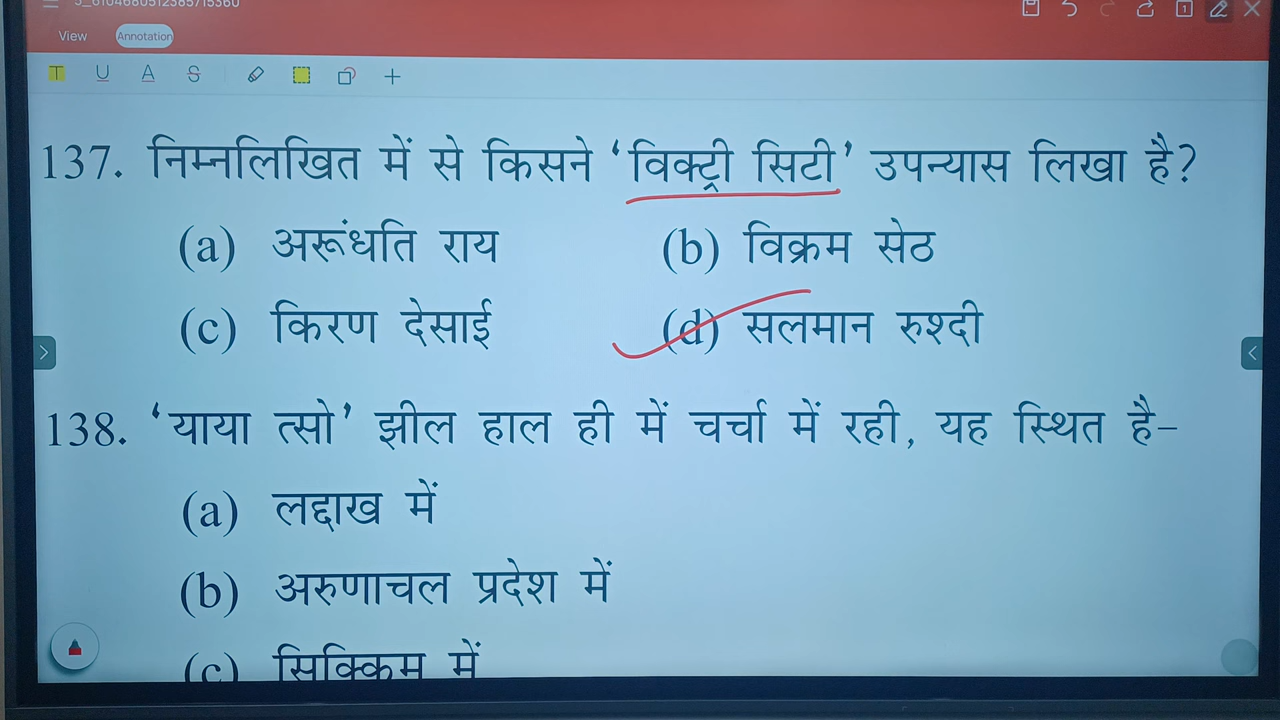 View Annotation
T U A S
137. निम्नलिखित में से किसने ‘विक्ट्री सिटी’ उपन्यास लिखा है?
(a) अरूंधति राय (b) विक्रम सेठ
(c) किरण देसाई (d) सलमान रुश्दी
138. ‘याया त्सो’ झील हाल ही में चर्चा में रही, यह स्थित है–
(a) लद्दाख में
(b) अरुणाचल प्रदेश में
(c) सिक्किम में